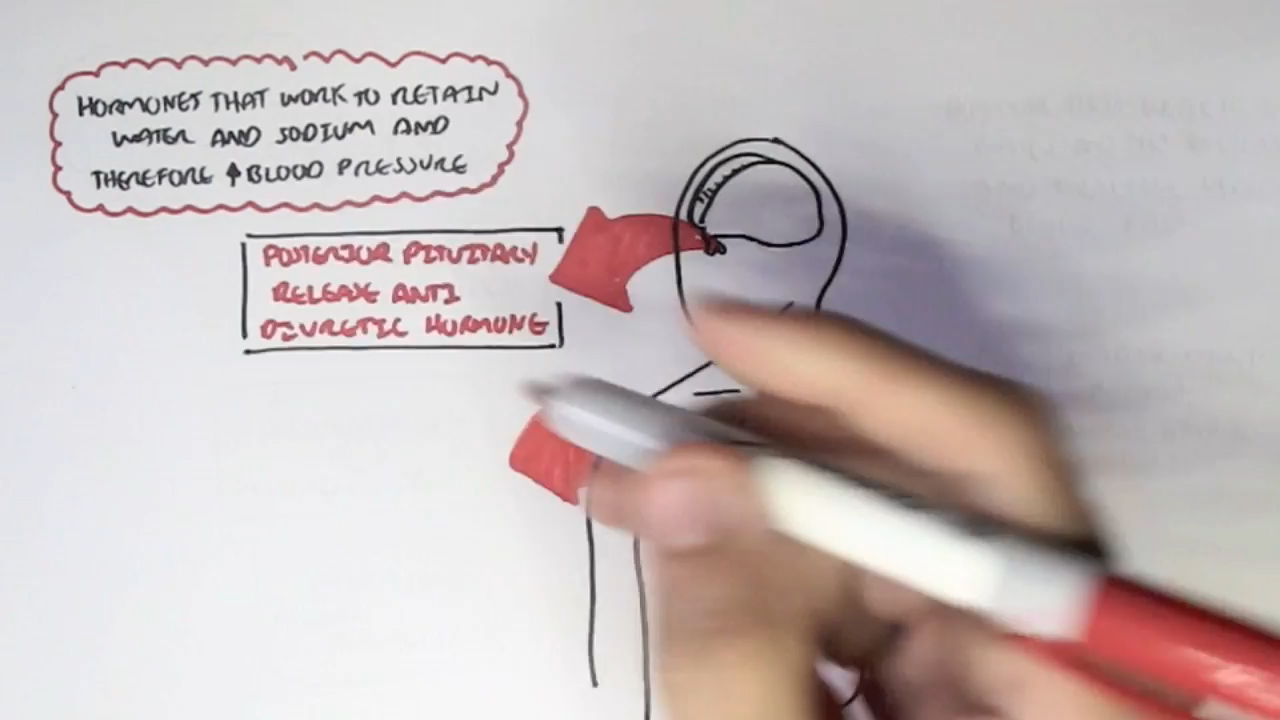 HORMONES THAT WORK TO RETAIN
WATER AND SODIUM AND
THEREFORE ↑ BLOOD PRESSURE
POSTERIOR PITUITARY
RELEASE ANTI
DIURETIC HORMONE